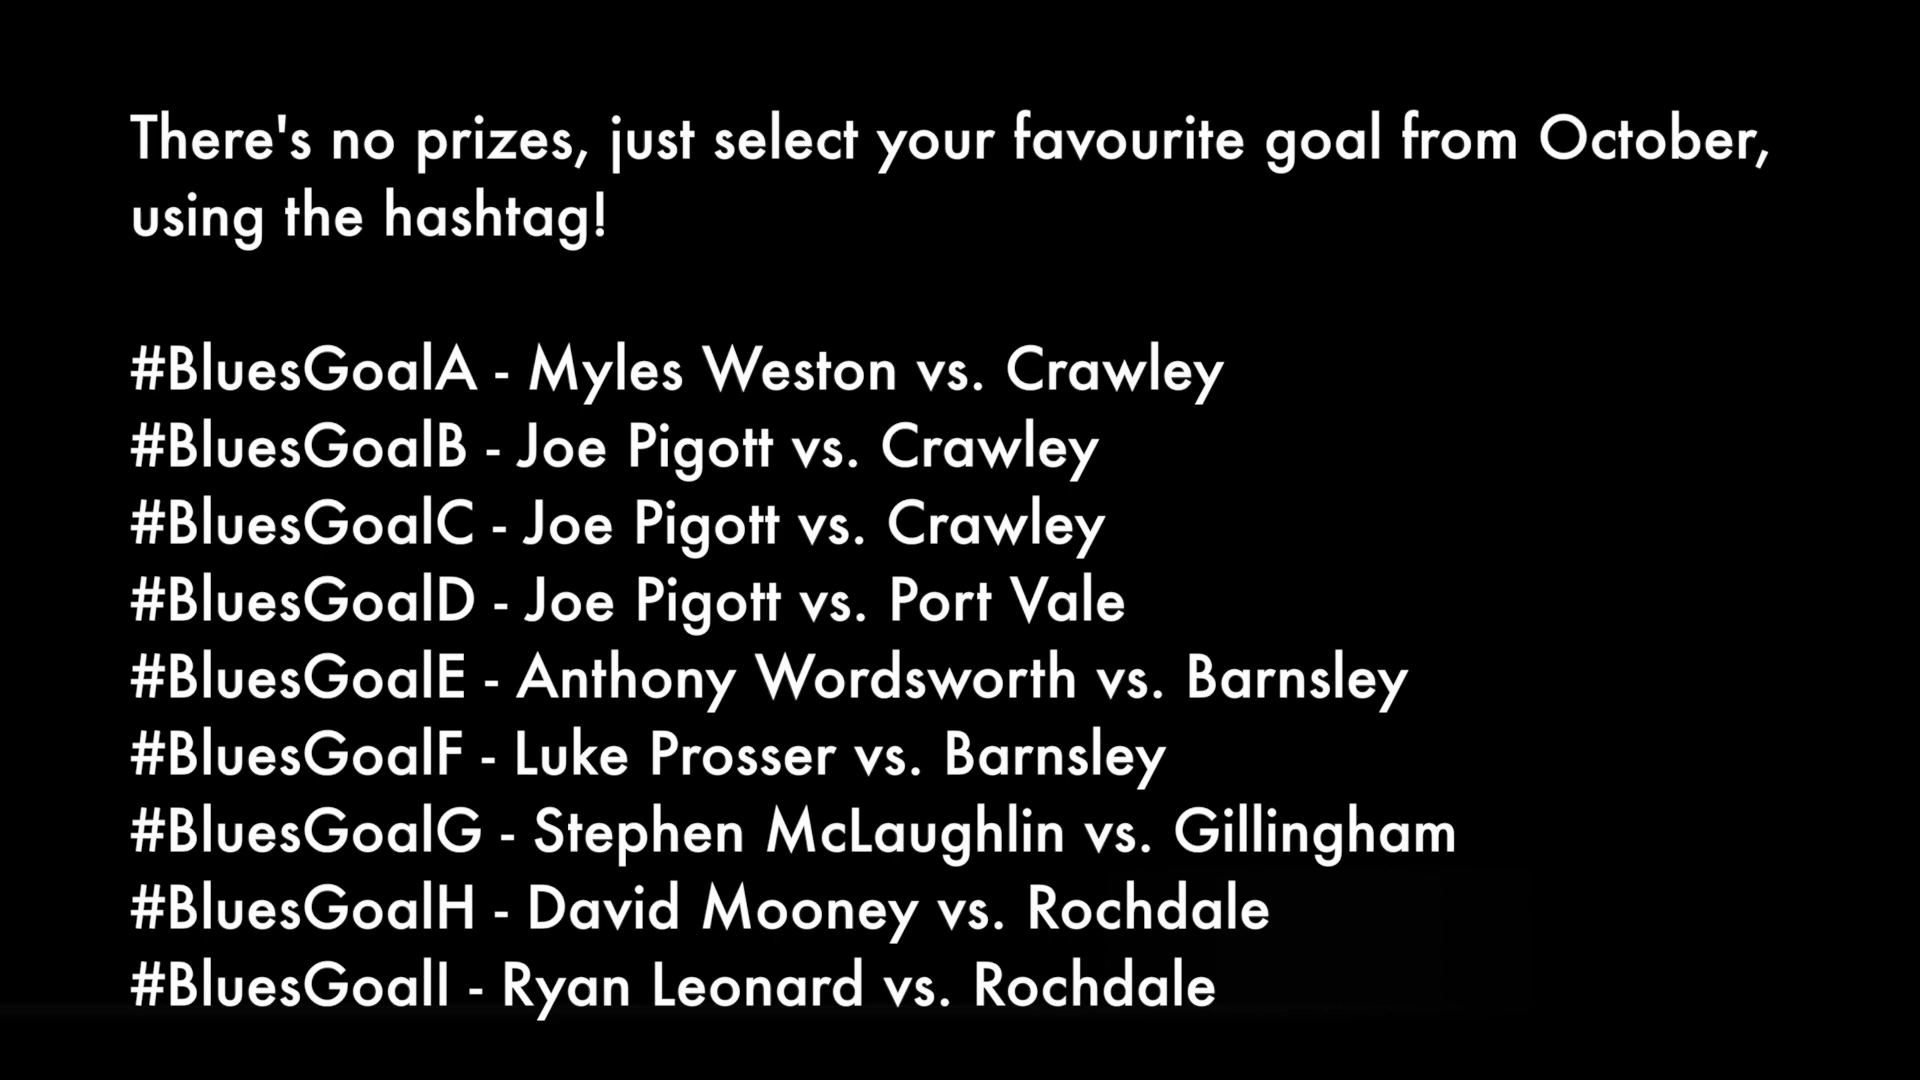 There's no prizes, just select your favourite goal from October,
using the hashtag!
#BluesGoalA - Myles Weston vs. Crawley
#BluesGoalB - Joe Pigott vs. Crawley
#BluesGoalC - Joe Pigott vs. Crawley
#BluesGoalD - Joe Pigott vs. Port Vale
#BluesGoalE - Anthony Wordsworth vs. Barnsley
#BluesGoalF - Luke Prosser vs. Barnsley
#BluesGoalG - Stephen McLaughlin vs. Gillingham
#BluesGoalH - David Mooney vs. Rochdale
#BluesGoalI - Ryan Leonard vs. Rochdale